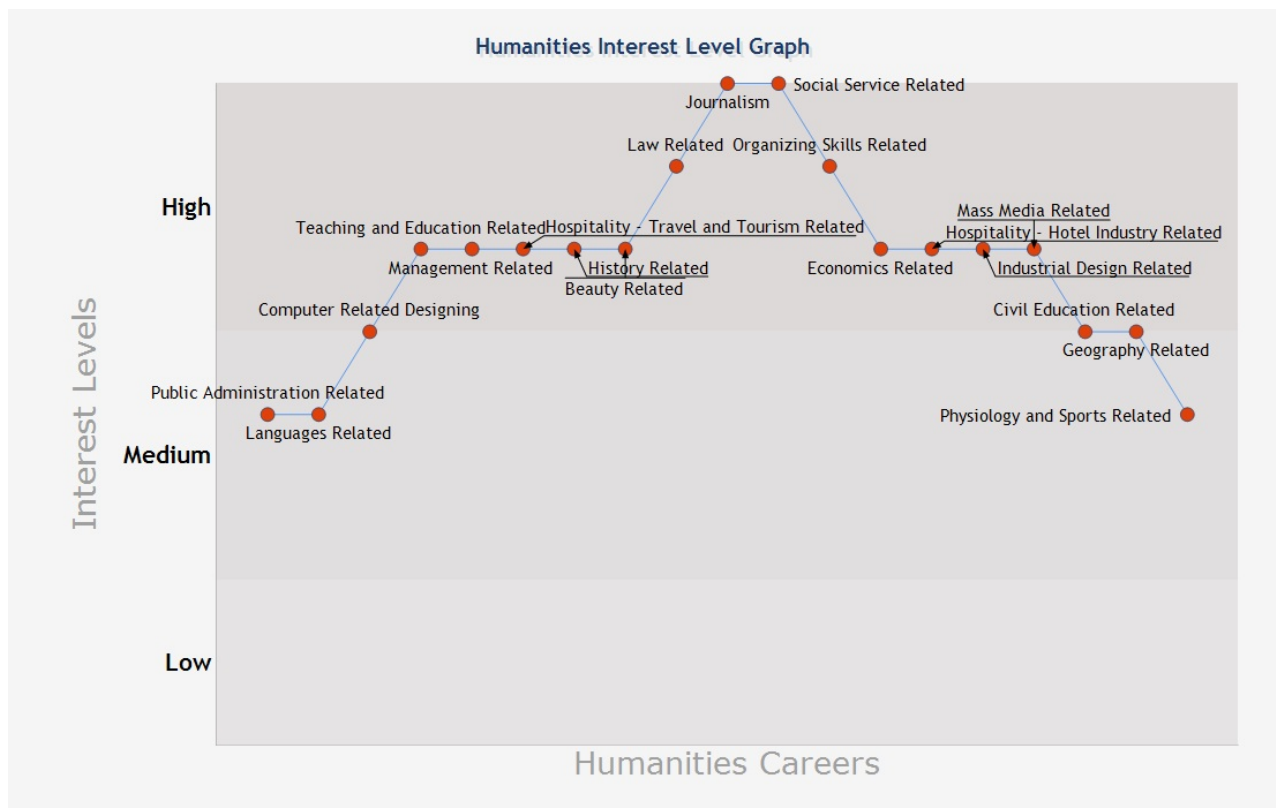 Humanities Interest Level Graph
Social Service Related
Journalism
Law Related
Organizing Skills Related
High
Mass Media Related
Teaching and Education Related
Hospitality - Travel and Tourism Related
Hospitality - Hotel Industry Related
Management Related
History Related
Economics Related
Industrial Design Related
Beauty Related
Computer Related Designing
Civil Education Related
Geography Related
Interest Levels
Public Administration Related
Languages Related
Physiology and Sports Related
Medium
Low
Humanities Careers